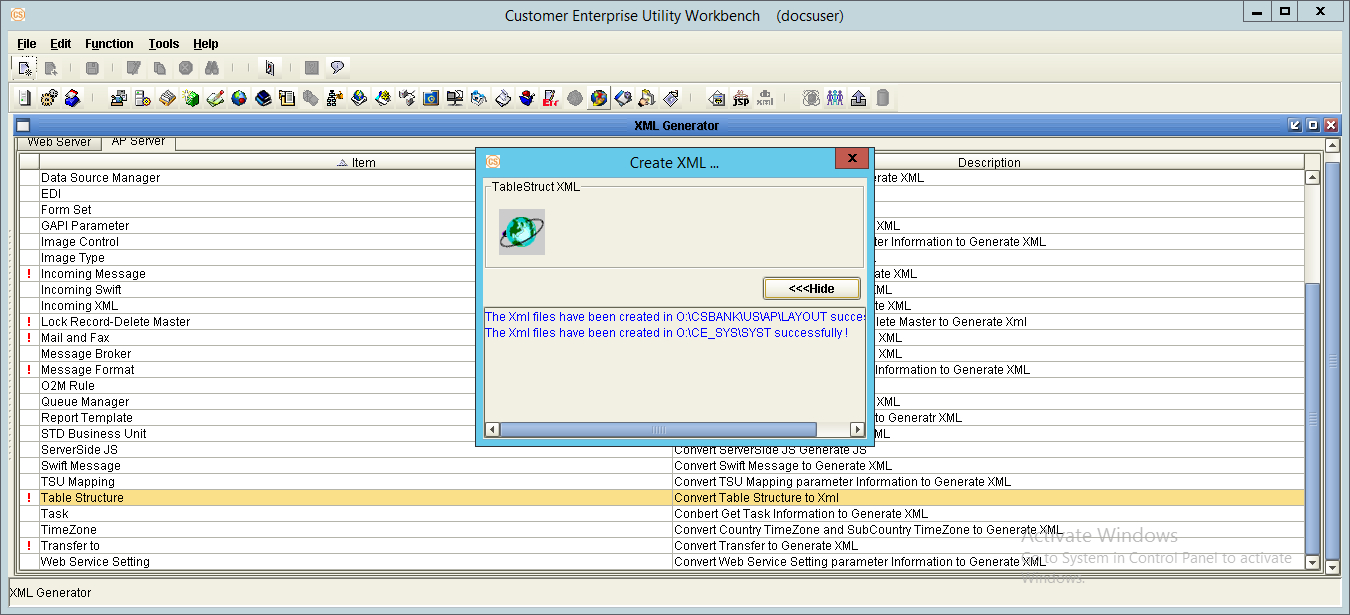 Customer Enterprise Utility Workbench (docsuser)
File Edit Function Tools Help
XML Generator
Web Server AP Server
Item Description
Data Source Manager rate XML
EDI
Form Set
GAPI Parameter XML
Image Control ter Information to Generate XML
Image Type
! Incoming Message ate XML
Incoming Swift ML
Incoming XML te XML
! Lock Record-Delete Master lete Master to Generate Xml
! Mail and Fax XML
Message Broker XML
! Message Format Information to Generate XML
O2M Rule
Queue Manager XML
Report Template to Generatr XML
STD Business Unit ML
ServerSide JS Convert ServerSide JS Generate JS
Swift Message Convert Swift Message to Generate XML
TSU Mapping Convert TSU Mapping parameter Information to Generate XML
! Table Structure Convert Table Structure to Xml
Task Conbert Get Task Information to Generate XML
TimeZone Convert Country TimeZone and SubCountry TimeZone to Generate XML
! Transfer to Convert Transfer to Generate XML
Web Service Setting Convert Web Service Setting parameter Information to Generate XML
Create XML ...
TableStruct XML
<<<Hide
The Xml files have been created in O:\CSBANK\US\AP\LAYOUT succes
The Xml files have been created in O:\CE_SYS\SYST successfully !
Activate Windows
Go to System in Control Panel to activate
Windows.
XML Generator